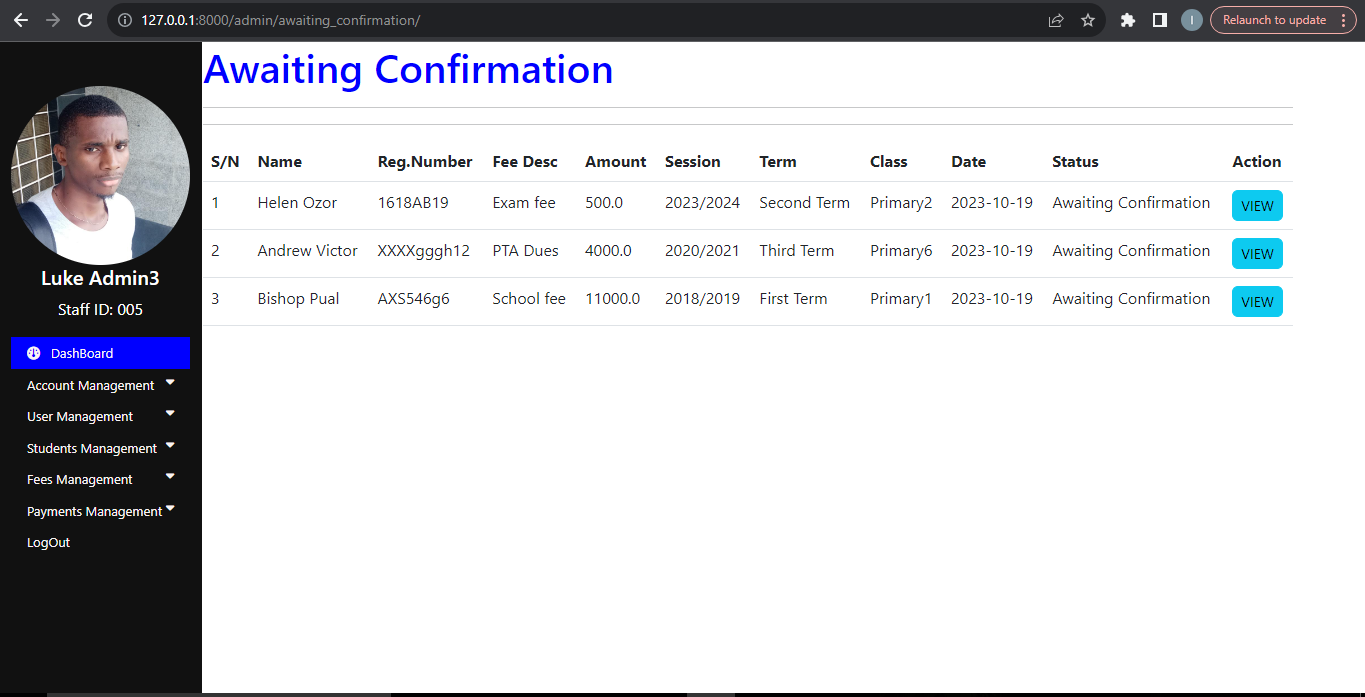 127.0.0.1:8000/admin/awaiting_confirmation/
I
Relaunch to update
Awaiting Confirmation
S/N Name Reg.Number Fee Desc Amount Session Term Class Date Status Action
1 Helen Ozor 1618AB19 Exam fee 500.0 2023/2024 Second Term Primary2 2023-10-19 Awaiting Confirmation VIEW
2 Andrew Victor XXXXgggh12 PTA Dues 4000.0 2020/2021 Third Term Primary6 2023-10-19 Awaiting Confirmation VIEW
3 Bishop Pual AXS546g6 School fee 11000.0 2018/2019 First Term Primary1 2023-10-19 Awaiting Confirmation VIEW
Luke Admin3
Staff ID: 005
DashBoard
Account Management
User Management
Students Management
Fees Management
Payments Management
LogOut